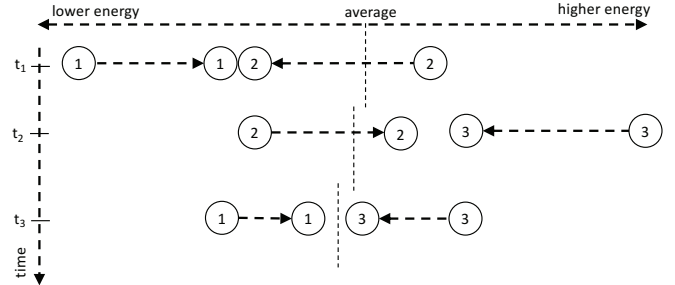 lower energy average higher energy
t1 1 1 2 2
t2 2 2 3 3
t3 1 1 3 3
time